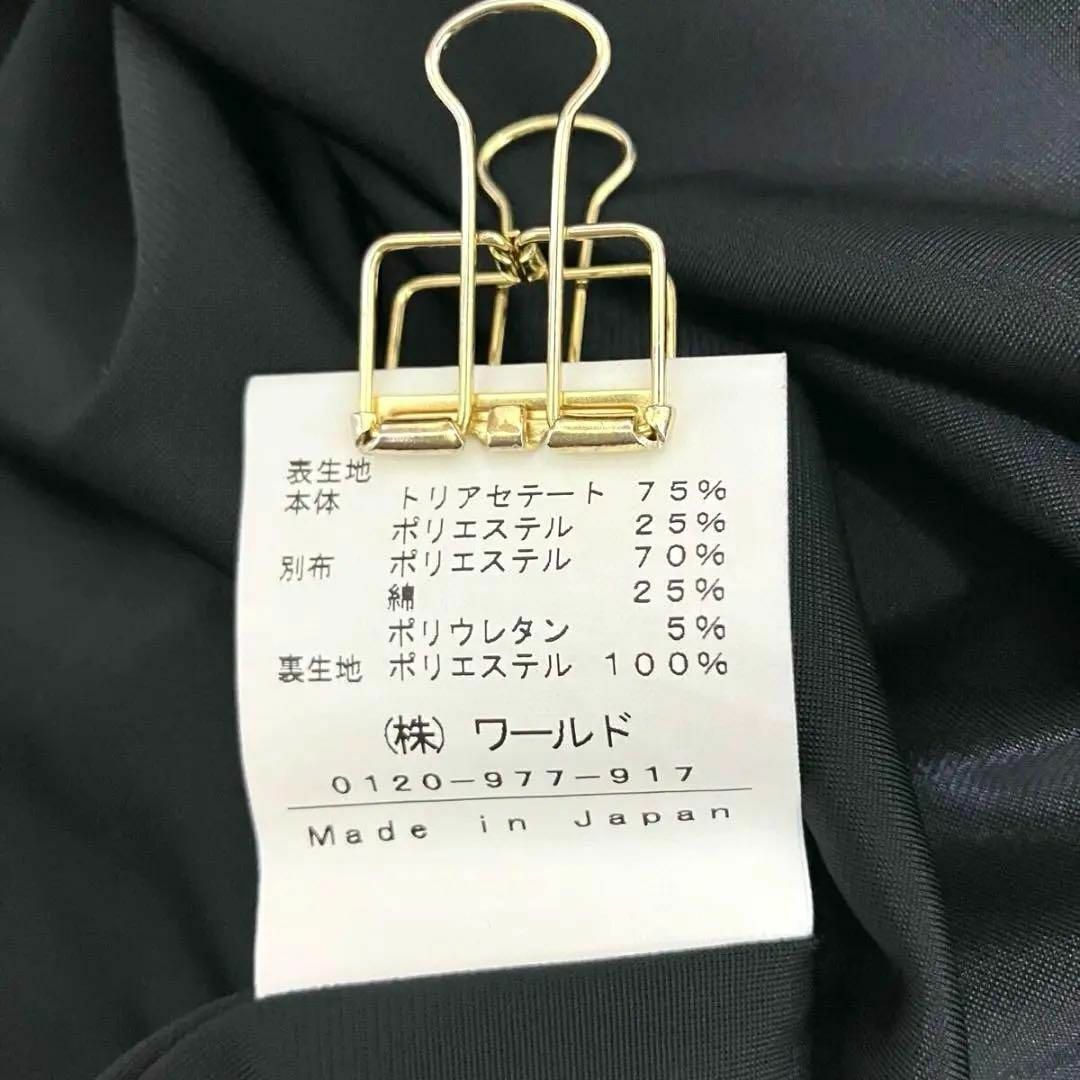 表生地
本体 トリアセテート 75%
ポリエステル 25%
別布 ポリエステル 70%
綿 25%
ポリウレタン 5%
裏生地 ポリエステル 100%
(株) ワールド
0120-977-917
Made in Japan